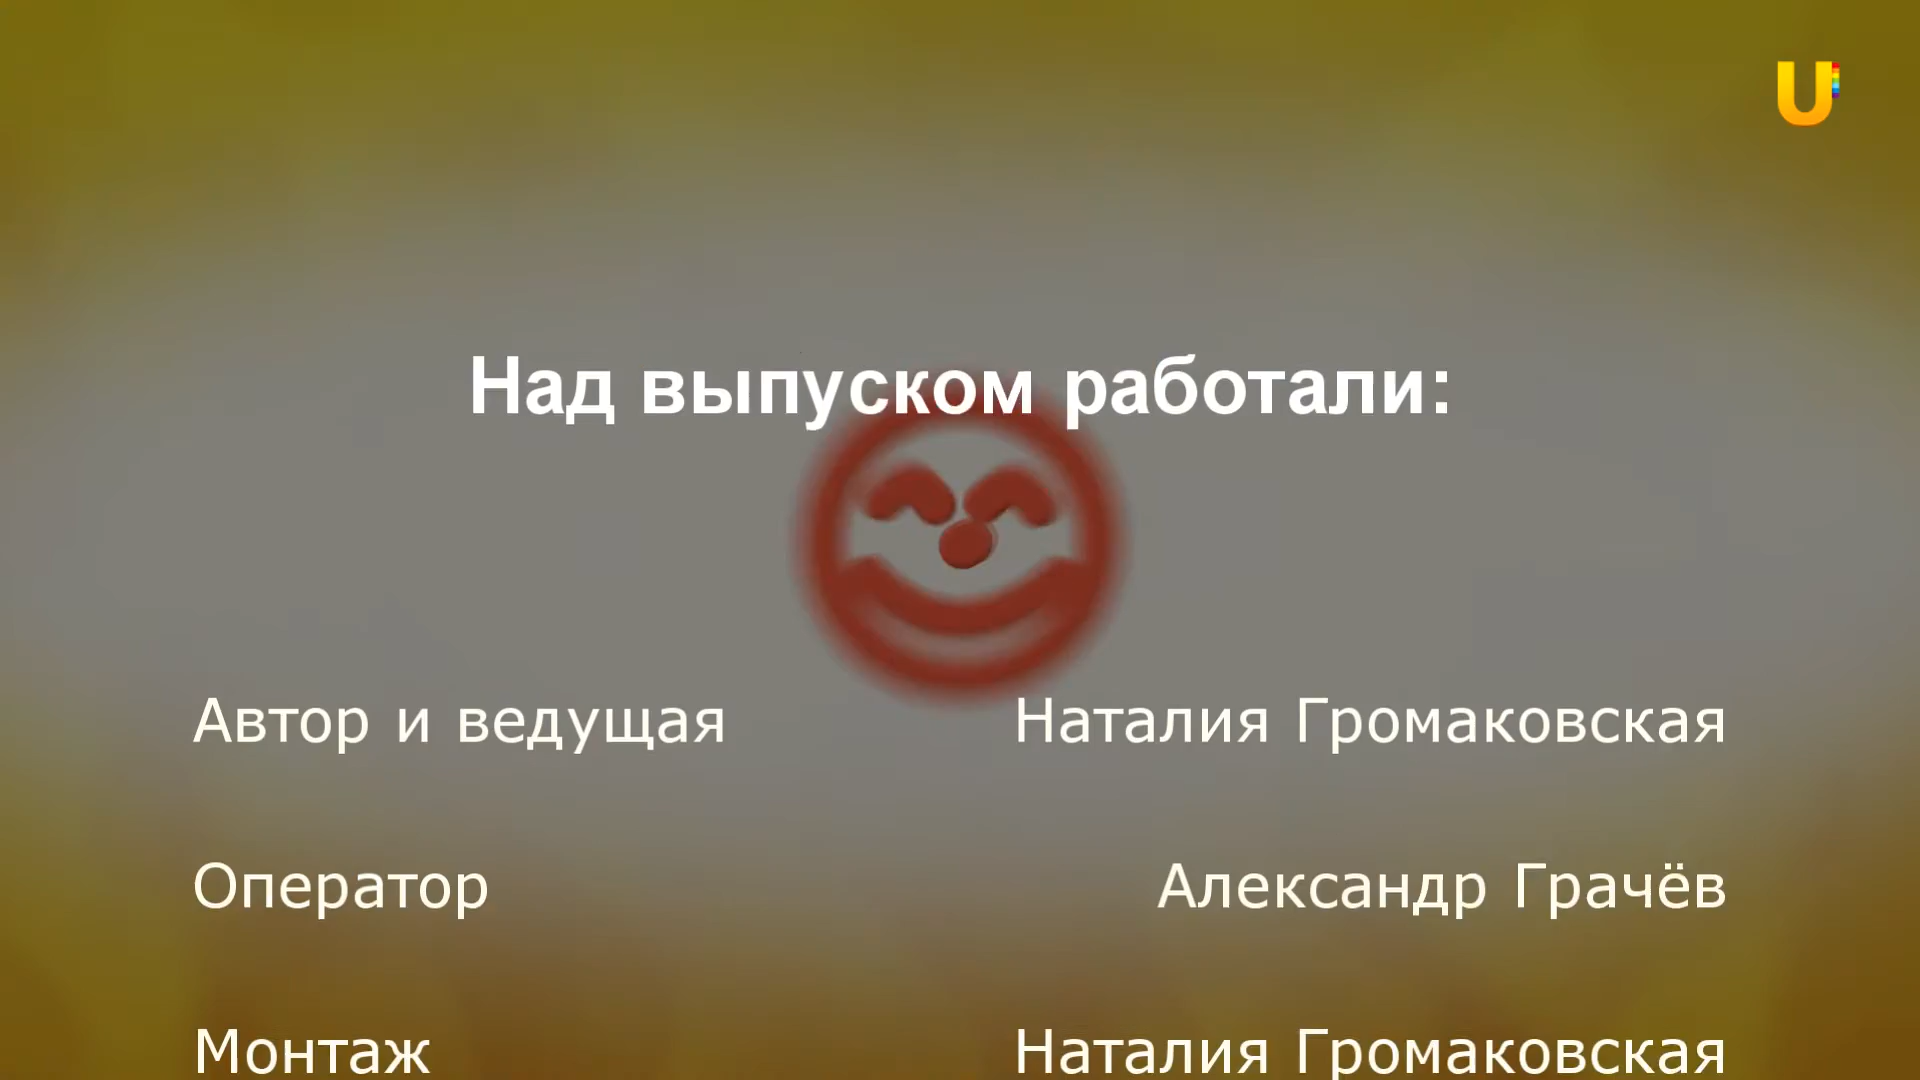 U
Над выпуском работали:
Автор и ведущая Наталия Громаковская
Оператор Александр Грачёв
Монтаж Наталия Громаковская